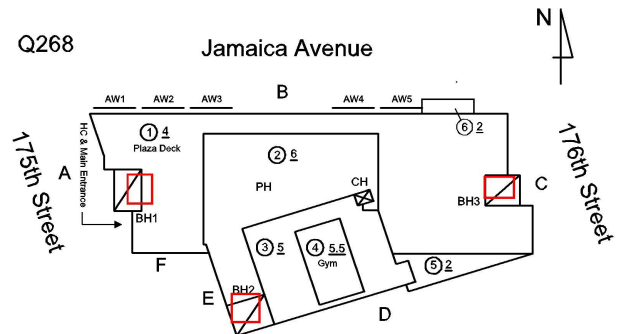 Q268
Jamaica Avenue
N
B
AW1 AW2 AW3 AW4 AW5
1 4
Plaza Deck
6 2
2 6
HC & Main Entrance
175th Street
A
176th Street
C
PH
CH
BH1
BH3
3 5
4 5.5
Gym
F
5 2
E
BH2
D